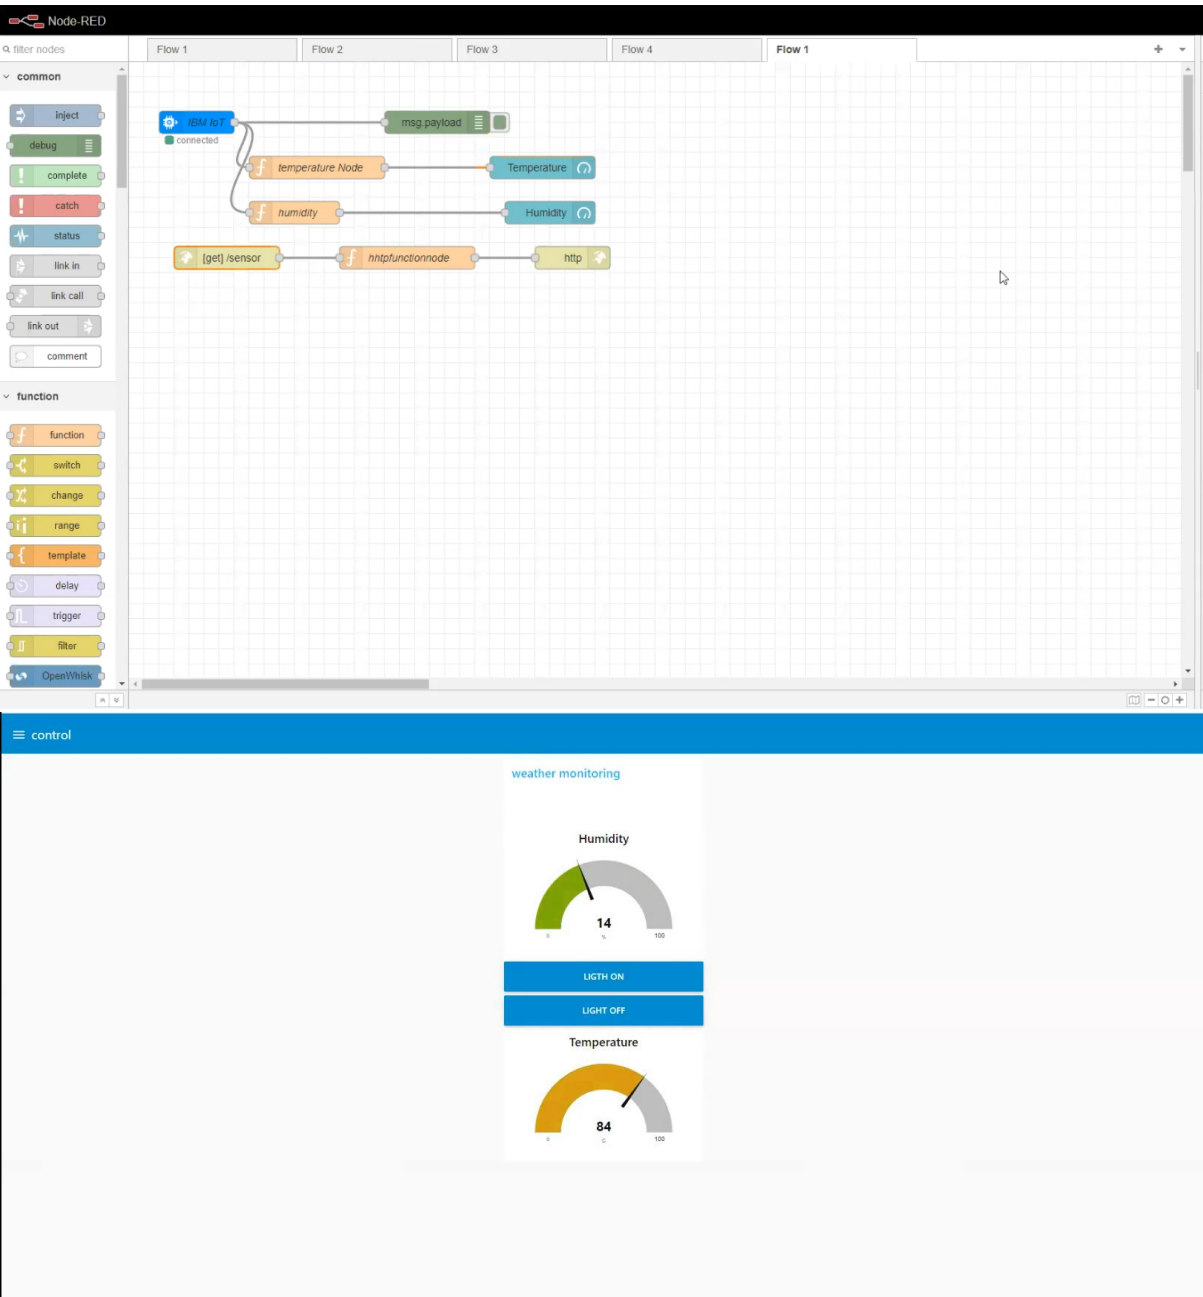 Node-RED
filter nodes
Flow 1
Flow 2
Flow 3
Flow 4
Flow 1
common
inject
debug
complete
catch
status
link in
link call
link out
comment
function
function
switch
change
range
template
delay
trigger
filter
OpenWhisk
IBM IoT
connected
msg.payload
temperature Node
Temperature
humidity
Humidity
[get] /sensor
hhtpfunctionnode
http
control
weather monitoring
Humidity
14
0
%
100
LIGTH ON
LIGHT OFF
Temperature
84
0
C
100